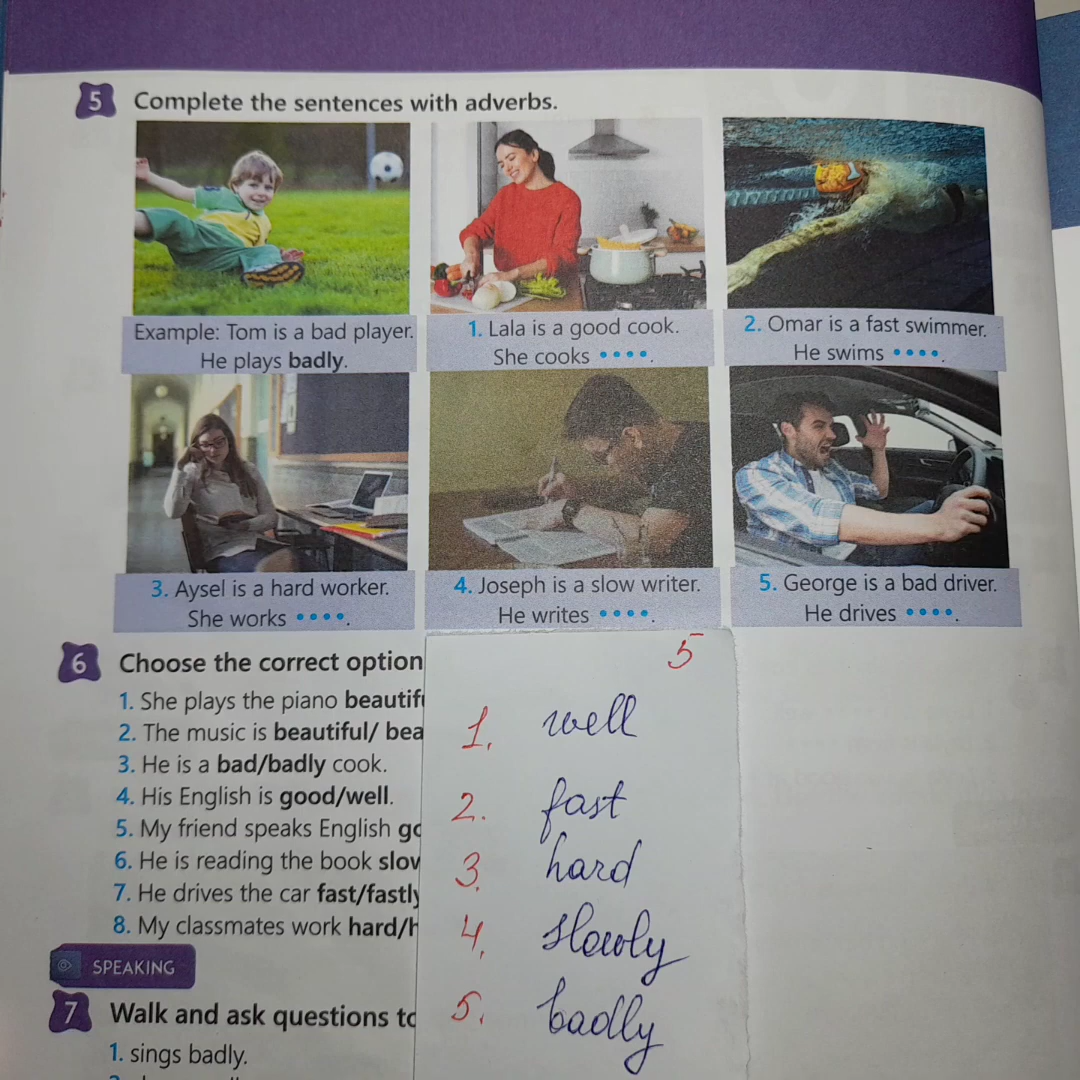 5 Complete the sentences with adverbs.
Example: Tom is a bad player.
He plays badly.
1. Lala is a good cook.
She cooks • • • •.
2. Omar is a fast swimmer.
He swims • • • •.
3. Aysel is a hard worker.
She works • • • •.
4. Joseph is a slow writer.
He writes • • • •.
5. George is a bad driver.
He drives • • • •.
6 Choose the correct option
1. She plays the piano
2. The music is beautiful/
3. He is a bad/badly cook.
4. His English is good/well.
5. My friend speaks English
6. He is reading the book
7. He drives the car fast/fastly
8. My classmates work hard/
SPEAKING
7 Walk and ask questions
1. sings badly.
5
1. well
2. fast
3. hard
4. slowly
5. badly